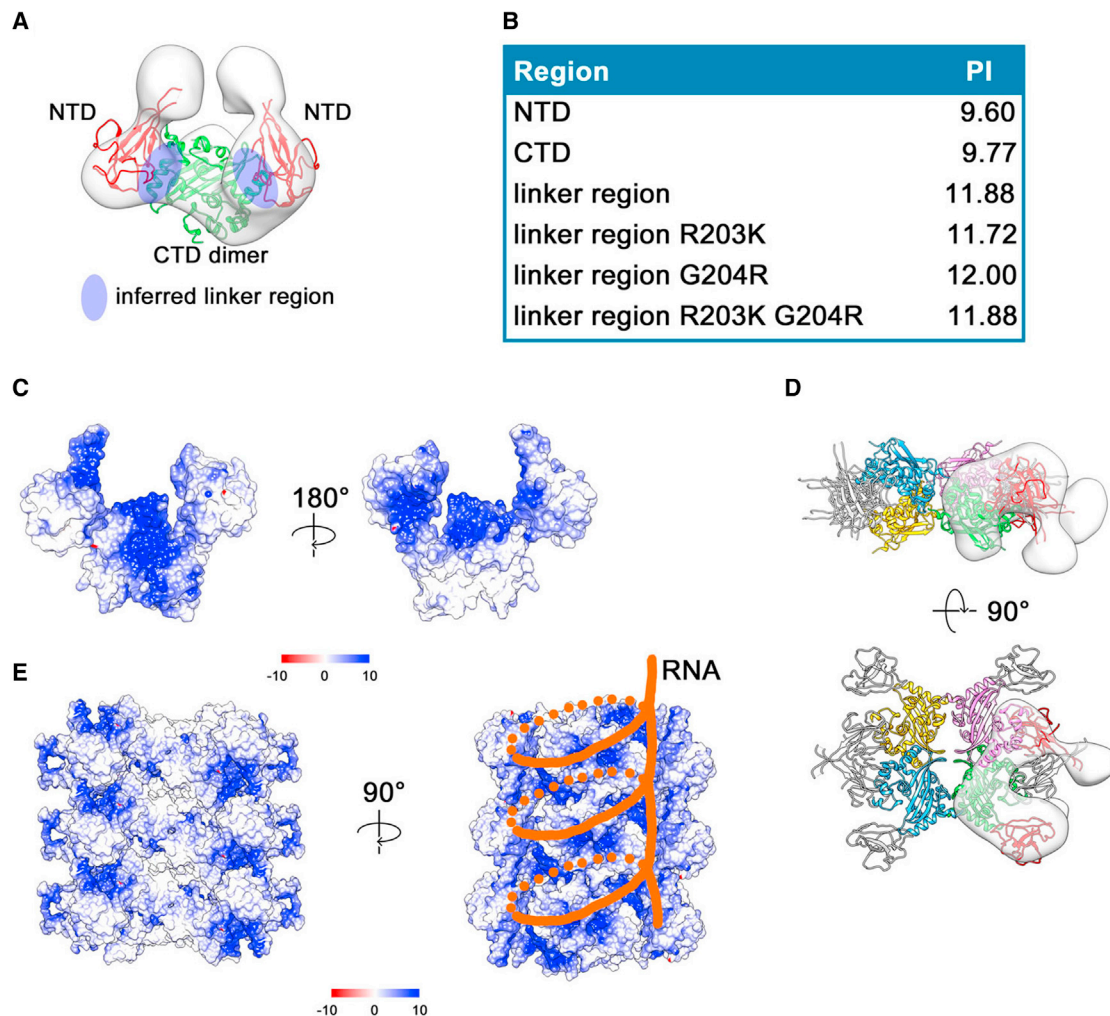 A
NTD
NTD
CTD dimer
inferred linker region
B
Region PI
NTD 9.60
CTD 9.77
linker region 11.88
linker region R203K 11.72
linker region G204R 12.00
linker region R203K G204R 11.88
C
180°
-10 0 10
D
90°
E
90°
RNA
-10 0 10